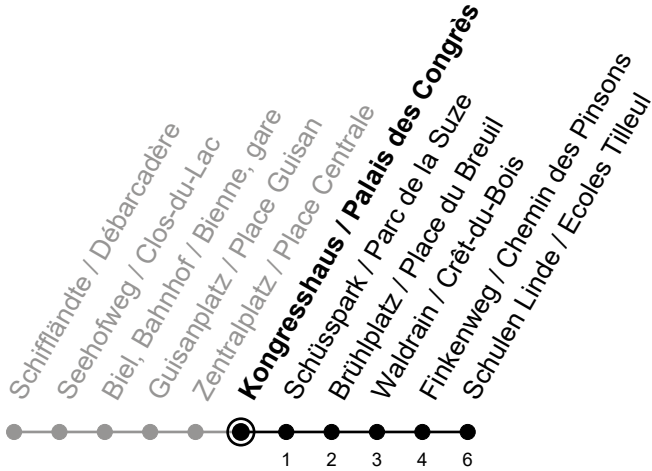 Schifflände / Débarcadère
Seehofweg / Clos-du-Lac
Biel, Bahnhof / Bienne, gare
Guisanplatz / Place Guisan
Zentralplatz / Place Centrale
Kongresshaus / Palais des Congrès
Schüsspark / Parc de la Suze
Brühlplatz / Place du Breuil
Waldrain / Crêt-du-Bois
Finkenweg / Chemin des Pinsons
Schulen Linde / Ecoles Tilleul
1 2 3 4 6